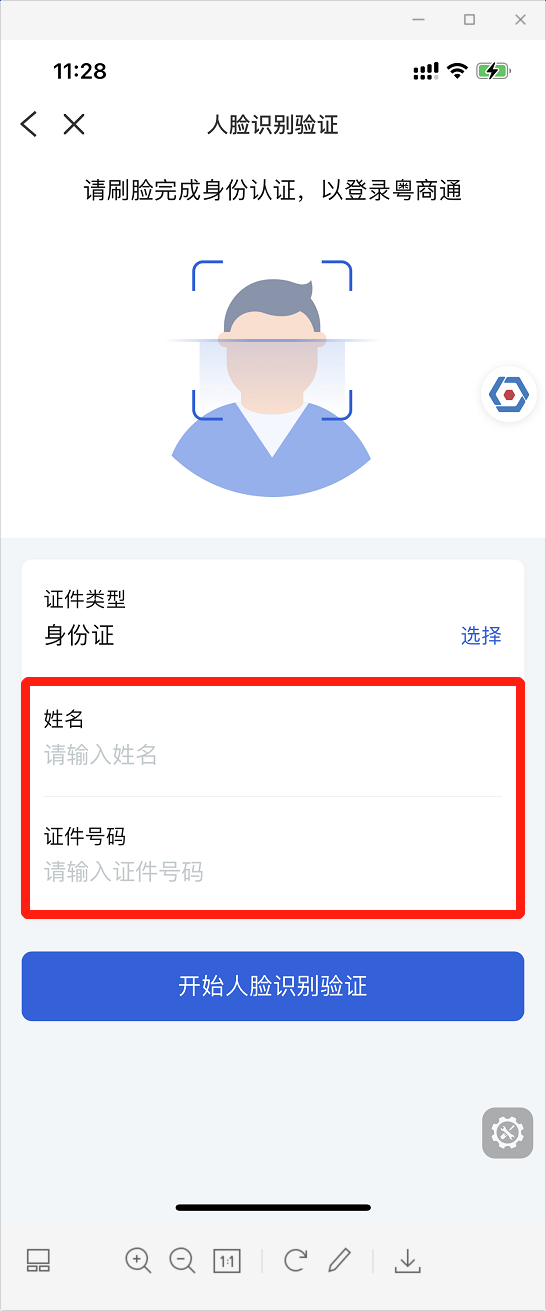 11:28
人脸识别验证
请刷脸完成身份认证，以登录粤商通
证件类型
身份证
选择
姓名
请输入姓名
证件号码
请输入证件号码
开始人脸识别验证
1:1